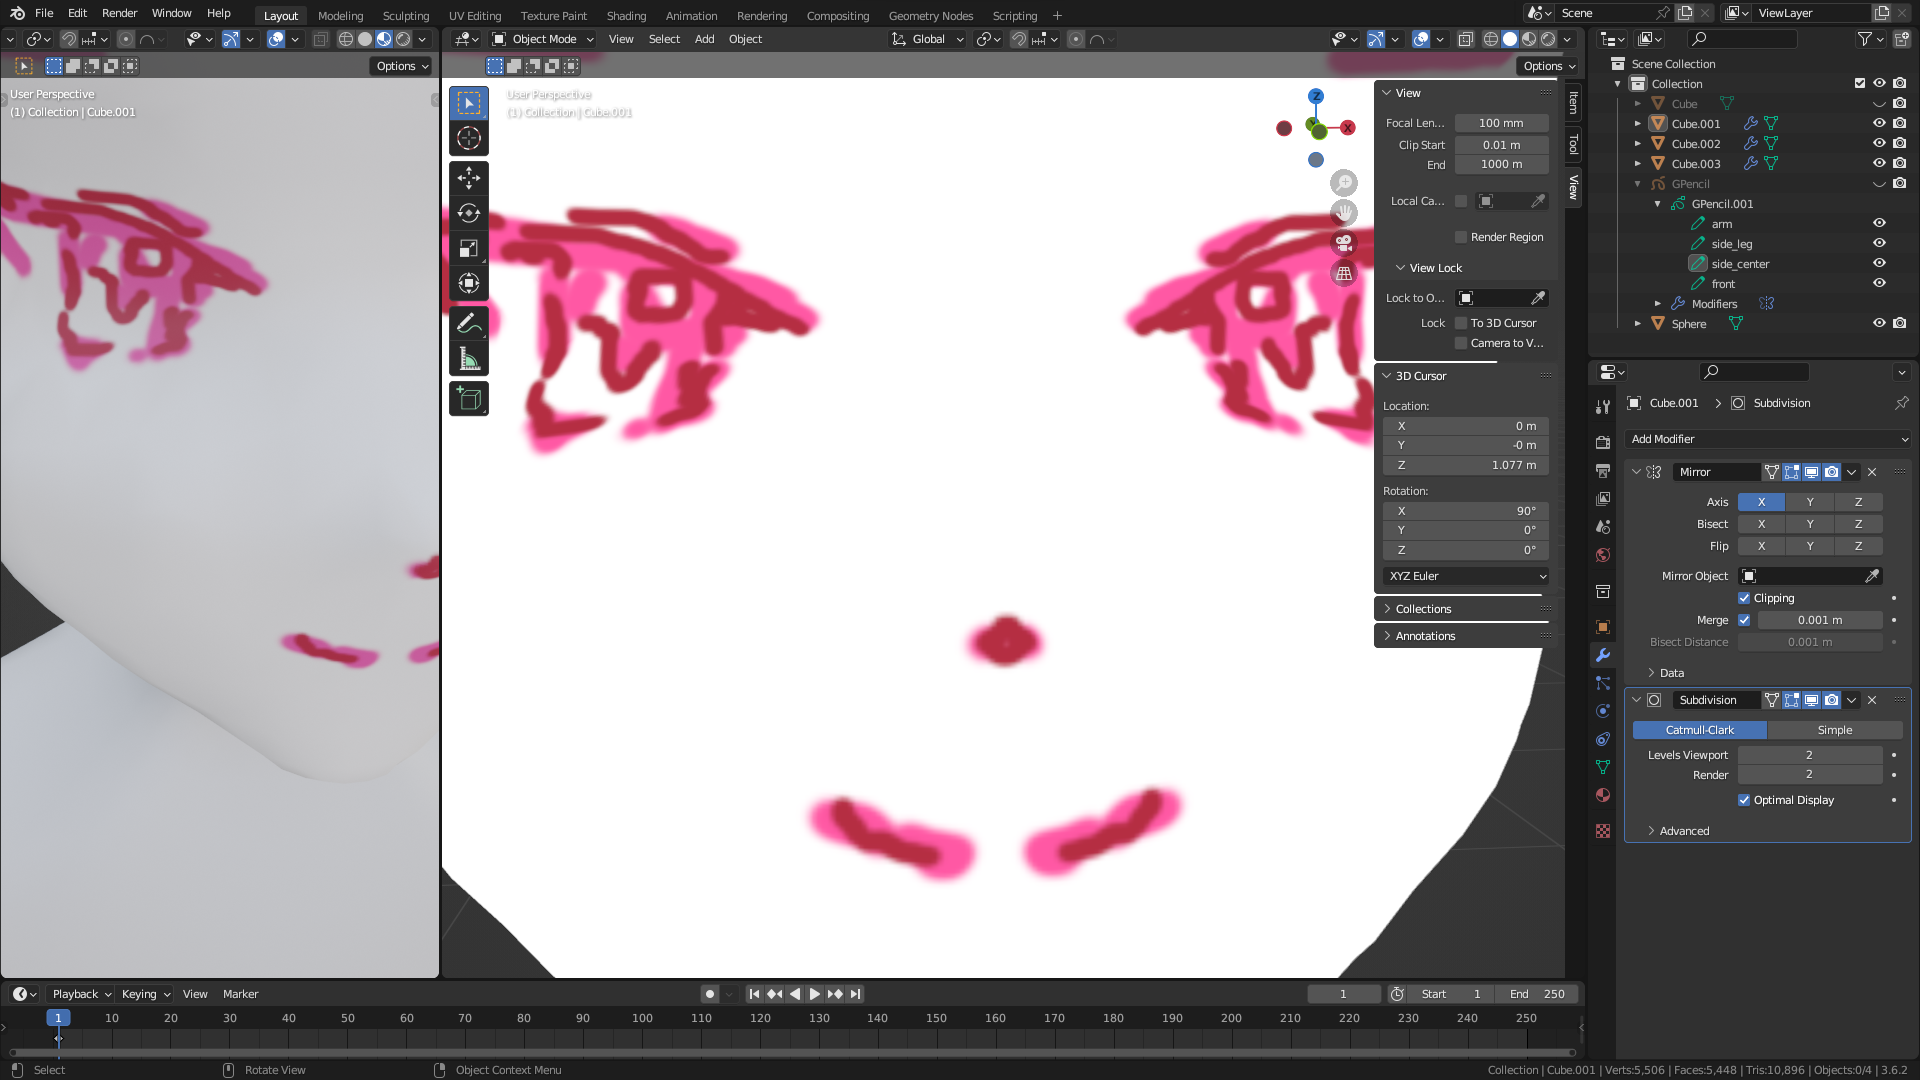 File Edit Render Window Help Layout Modeling Sculpting UV Editing Texture Paint Shading Animation Rendering Compositing Geometry Nodes Scripting + Scene ViewLayer
Object Mode View Select Add Object Global
Options
Options
User Perspective
(1) Collection | Cube.001
User Perspective
(1) Collection | Cube.001
Z
X
Y
View
Focal Len... 100 mm
Clip Start 0.01 m
End 1000 m
Local Ca...
Render Region
View Lock
Lock to O...
Lock To 3D Cursor
Camera to V...
3D Cursor
Location:
X 0 m
Y -0 m
Z 1.077 m
Rotation:
X 90°
Y 0°
Z 0°
XYZ Euler
Collections
Annotations
Item
Tool
View
Scene Collection
Collection
Cube
Cube.001
Cube.002
Cube.003
GPencil
GPencil.001
arm
side_leg
side_center
front
Modifiers
Sphere
Cube.001 Subdivision
Add Modifier
Mirror
Axis X Y Z
Bisect X Y Z
Flip X Y Z
Mirror Object
Clipping
Merge 0.001 m
Bisect Distance 0.001 m
Data
Subdivision
Catmull-Clark Simple
Levels Viewport 2
Render 2
Optimal Display
Advanced
Playback Keying View Marker 1 Start 1 End 250
1 10 20 30 40 50 60 70 80 90 100 110 120 130 140 150 160 170 180 190 200 210 220 230 240 250
Select Rotate View Object Context Menu Collection | Cube.001 | Verts:5,506 | Faces:5,448 | Tris:10,896 | Objects:0/4 | 3.6.2